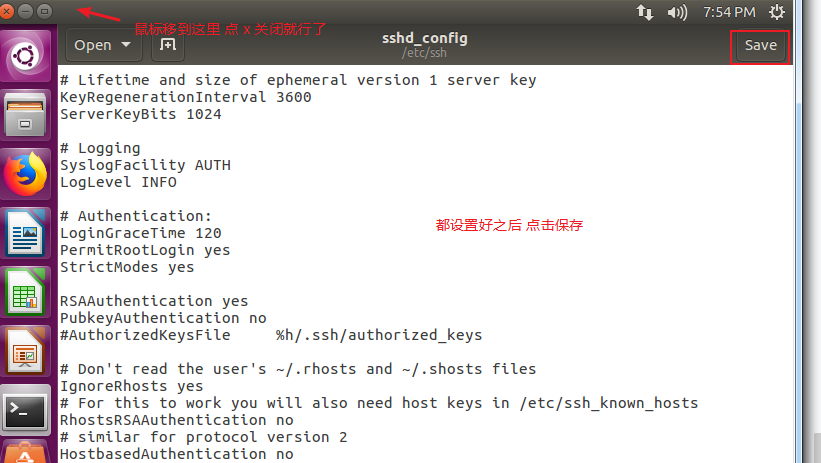 7:54 PM
鼠标移到这里 点 x 关闭就行了
Open
sshd_config
/etc/ssh
Save
# Lifetime and size of ephemeral version 1 server key
KeyRegenerationInterval 3600
ServerKeyBits 1024
# Logging
SyslogFacility AUTH
LogLevel INFO
# Authentication:
LoginGraceTime 120
都设置好之后 点击保存
PermitRootLogin yes
StrictModes yes
RSAAuthentication yes
PubkeyAuthentication no
#AuthorizedKeysFile     %h/.ssh/authorized_keys
# Don't read the user's ~/.rhosts and ~/.shosts files
IgnoreRhosts yes
# For this to work you will also need host keys in /etc/ssh_known_hosts
RhostsRSAAuthentication no
# similar for protocol version 2
HostbasedAuthentication no